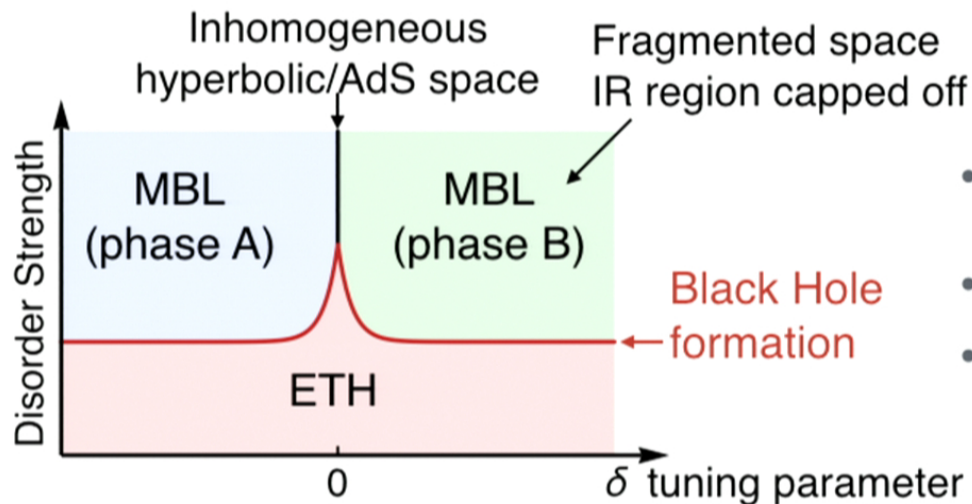 Inhomogeneous
hyperbolic/AdS space
Fragmented space
IR region capped off
Disorder Strength
MBL
(phase A)
MBL
(phase B)
Black Hole
formation
ETH
0
δ tuning parameter